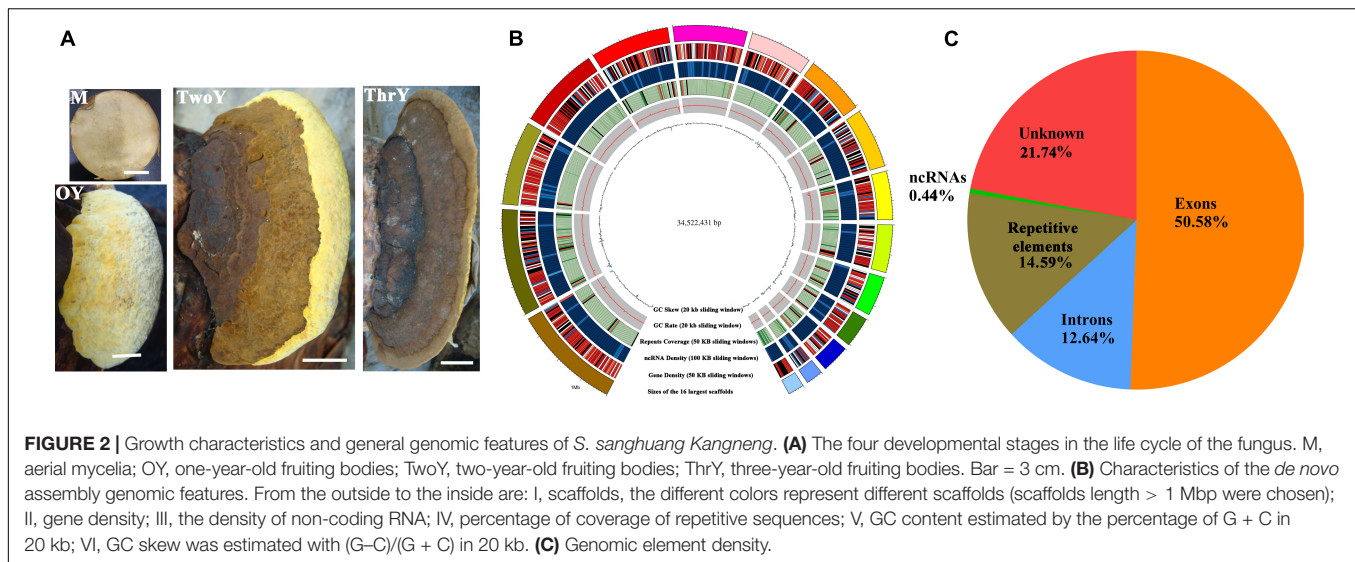 A
B
C
M
TwoY
ThrY
OY
34,522,431 bp
GC Skew (20 kb sliding window)
GC Rate (20 kb sliding window)
Repeats Coverage (50 KB sliding windows)
ncRNA Density (100 KB sliding windows)
Gene Density (50 KB sliding windows)
Sizes of the 16 largest scaffolds
1Mb
Unknown
21.74%
ncRNAs
0.44%
Exons
50.58%
Repetitive
elements
14.59%
Introns
12.64%
FIGURE 2 | Growth characteristics and general genomic features of S. sanghuang Kangneng. (A) The four developmental stages in the life cycle of the fungus. M,
aerial mycelia; OY, one-year-old fruiting bodies; TwoY, two-year-old fruiting bodies; ThrY, three-year-old fruiting bodies. Bar = 3 cm. (B) Characteristics of the de novo
assembly genomic features. From the outside to the inside are: I, scaffolds, the different colors represent different scaffolds (scaffolds length > 1 Mbp were chosen);
II, gene density; III, the density of non-coding RNA; IV, percentage of coverage of repetitive sequences; V, GC content estimated by the percentage of G + C in
20 kb; VI, GC skew was estimated with (G–C)/(G + C) in 20 kb. (C) Genomic element density.